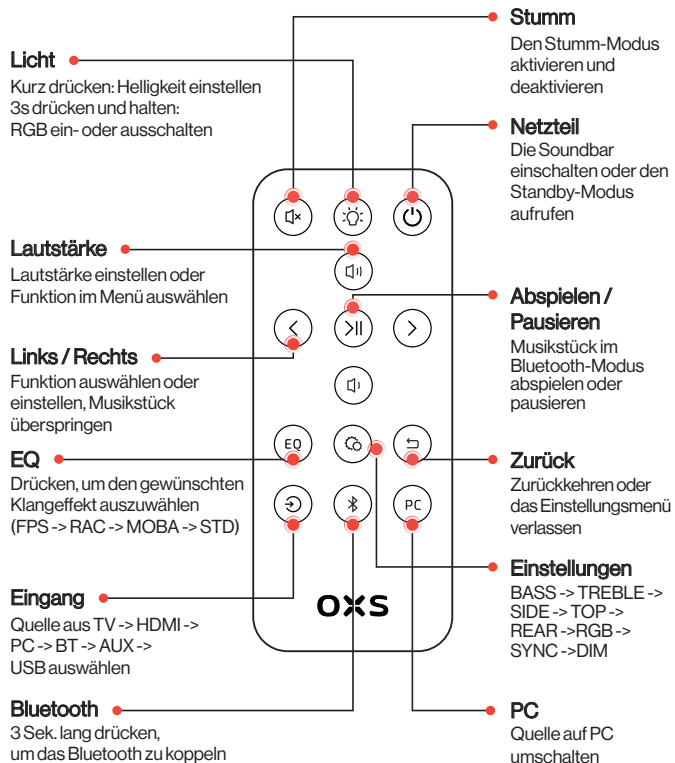 Stumm
Den Stumm-Modus
aktivieren und
deaktivieren
Licht
Kurz drücken: Helligkeit einstellen
3s drücken und halten:
RGB ein- oder ausschalten
Netzteil
Die Soundbar
einschalten oder den
Standby-Modus
aufrufen
Lautstärke
Lautstärke einstellen oder
Funktion im Menü auswählen
Abspielen /
Pausieren
Musikstück im
Bluetooth-Modus
abspielen oder
pausieren
Links / Rechts
Funktion auswählen oder
einstellen, Musikstück
überspringen
EQ
EQ
Drücken, um den gewünschten
Klangeffekt auszuwählen
(FPS -> RAC -> MOBA -> STD)
Zurück
Zurückkehren oder
das Einstellungsmenü
verlassen
PC
Eingang
Quelle aus TV -> HDMI ->
PC -> BT -> AUX ->
USB auswählen
OXS
Einstellungen
BASS -> TREBLE ->
SIDE -> TOP ->
REAR ->RGB ->
SYNC ->DIM
Bluetooth
3 Sek. lang drücken,
um das Bluetooth zu koppeln
PC
Quelle auf PC
umschalten